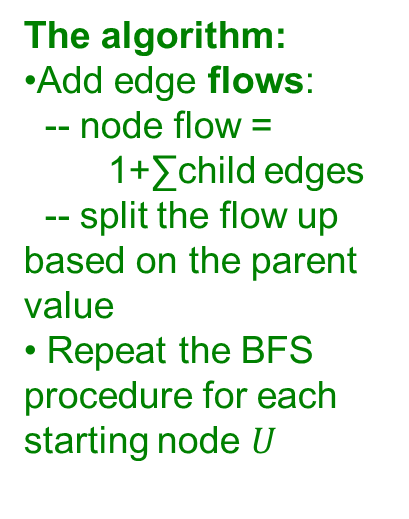 The algorithm:
•Add edge flows:
-- node flow =
1+∑child edges
-- split the flow up
based on the parent
value
• Repeat the BFS
procedure for each
starting node 𝑈